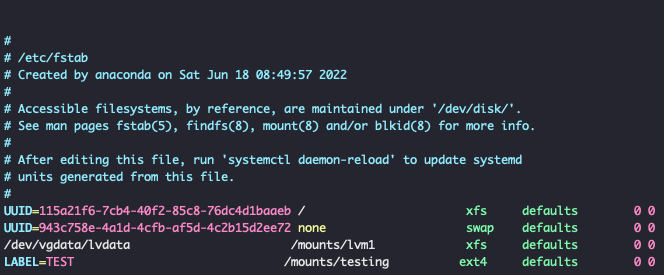 #
# /etc/fstab
# Created by anaconda on Sat Jun 18 08:49:57 2022
#
# Accessible filesystems, by reference, are maintained under '/dev/disk/'.
# See man pages fstab(5), findfs(8), mount(8) and/or blkid(8) for more info.
#
# After editing this file, run 'systemctl daemon-reload' to update systemd
# units generated from this file.
#
UUID=115a21f6-7cb4-40f2-85c8-76dc4d1baaeb / xfs defaults 0 0
UUID=943c758e-4a1d-4cfb-af5d-4c2b15d2ee72 none swap defaults 0 0
/dev/vgdata/lvdata /mounts/lvm1 xfs defaults 0 0
LABEL=TEST /mounts/testing ext4 defaults 0 0